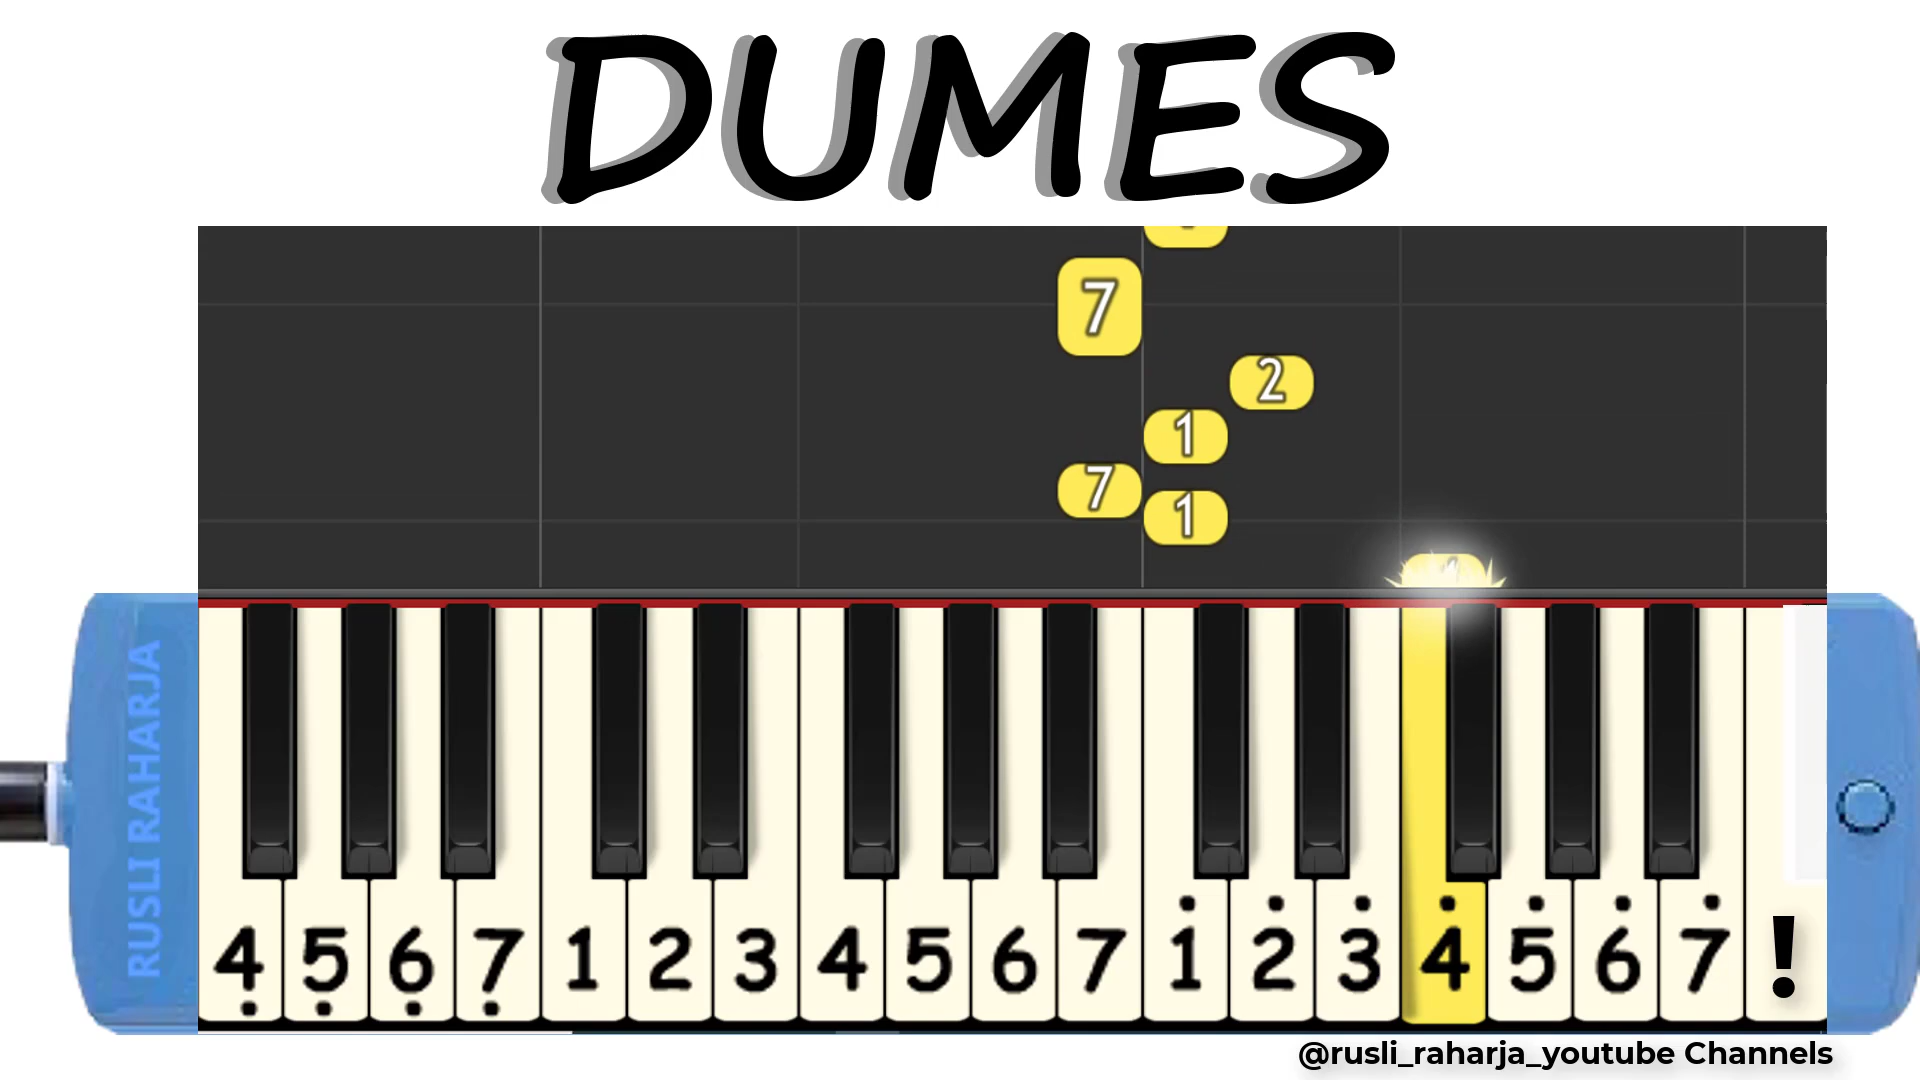 DUMES
7
2
1
7
1
RUSLI RAHARJA
4̣ 5̣ 6̣ 7̣ 1 2 3 4 5 6 7 1̇ 2̇ 3̇ 4̇ 5̇ 6̇ 7̇ !
@rusli_raharja_youtube Channels